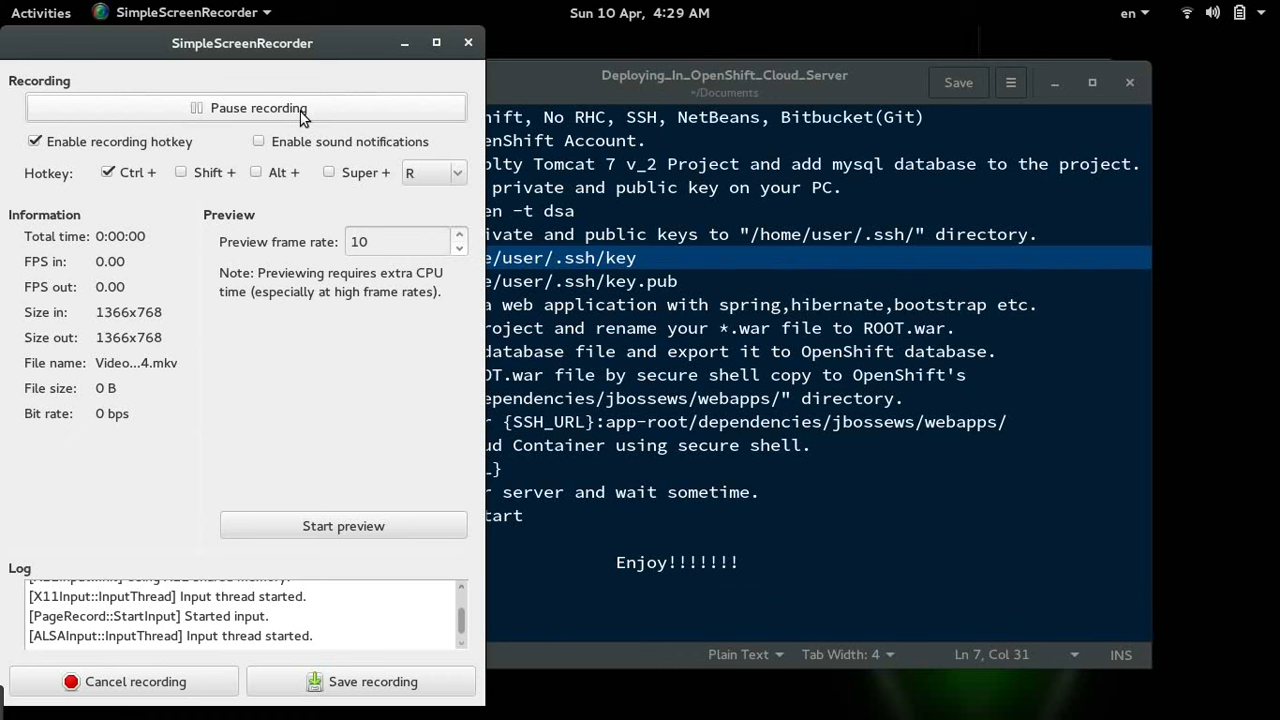 Activities SimpleScreenRecorder Sun 10 Apr, 4:29 AM en
SimpleScreenRecorder
Recording
Pause recording
Enable recording hotkey Enable sound notifications
Hotkey: Ctrl + Shift + Alt + Super + R
Information
Total time: 0:00:00
FPS in: 0.00
FPS out: 0.00
Size in: 1366x768
Size out: 1366x768
File name: Video...4.mkv
File size: 0 B
Bit rate: 0 bps
Preview
Preview frame rate: 10
Note: Previewing requires extra CPU
time (especially at high frame rates).
Start preview
Log
[X11Input::InputThread] Input thread started.
[PageRecord::StartInput] Started input.
[ALSAInput::InputThread] Input thread started.
Cancel recording Save recording
Deploying_In_OpenShift_Cloud_Server
~/Documents
Save
ift, No RHC, SSH, NetBeans, Bitbucket(Git)
enShift Account.
olty Tomcat 7 v_2 Project and add mysql database to the project.
private and public key on your PC.
en -t dsa
ivate and public keys to "/home/user/.ssh/" directory.
e/user/.ssh/key
e/user/.ssh/key.pub
a web application with spring,hibernate,bootstrap etc.
roject and rename your *.war file to ROOT.war.
database file and export it to OpenShift database.
OT.war file by secure shell copy to OpenShift's
ependencies/jbossews/webapps/" directory.
r {SSH_URL}:app-root/dependencies/jbossews/webapps/
ud Container using secure shell.
L}
r server and wait sometime.
tart
Enjoy!!!!!!!
Plain Text Tab Width: 4 Ln 7, Col 31 INS